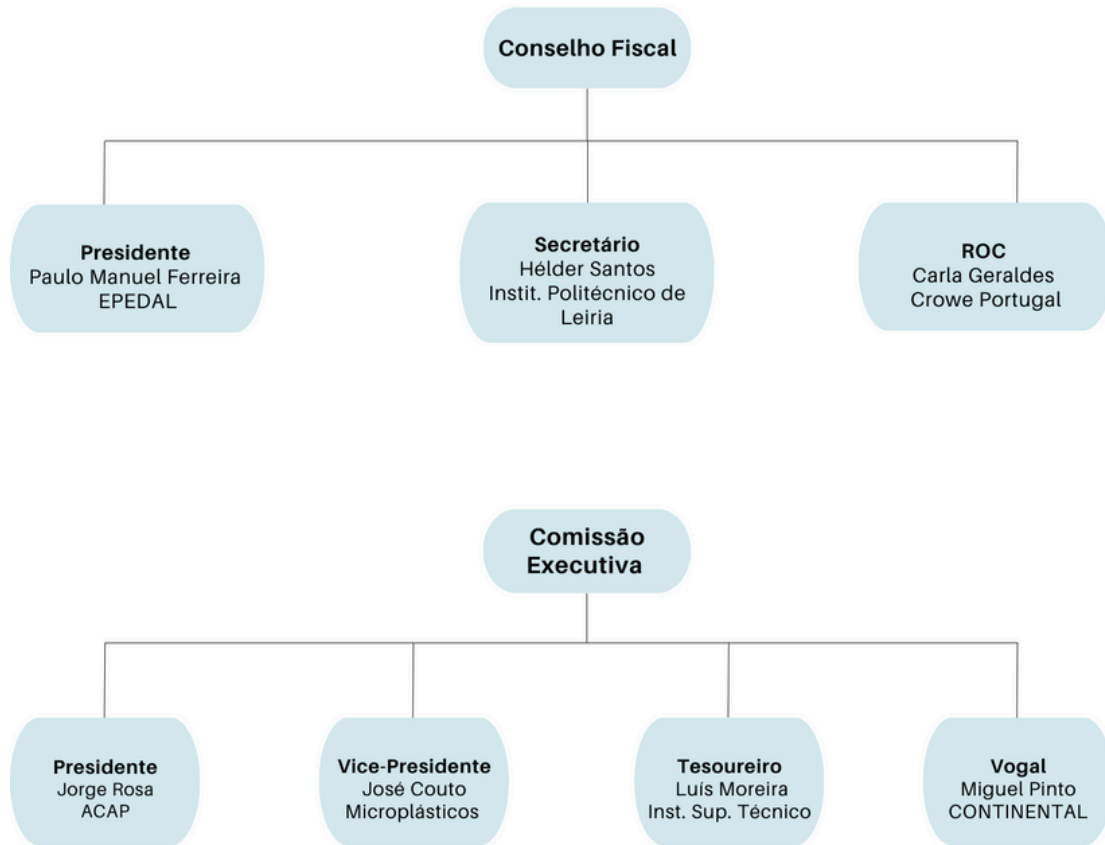 Conselho Fiscal
Presidente
Paulo Manuel Ferreira
EPEDAL
Secretário
Hélder Santos
Instit. Politécnico de
Leiria
ROC
Carla Geraldes
Crowe Portugal
Comissão
Executiva
Presidente
Jorge Rosa
ACAP
Vice-Presidente
José Couto
Microplásticos
Tesoureiro
Luís Moreira
Inst. Sup. Técnico
Vogal
Miguel Pinto
CONTINENTAL